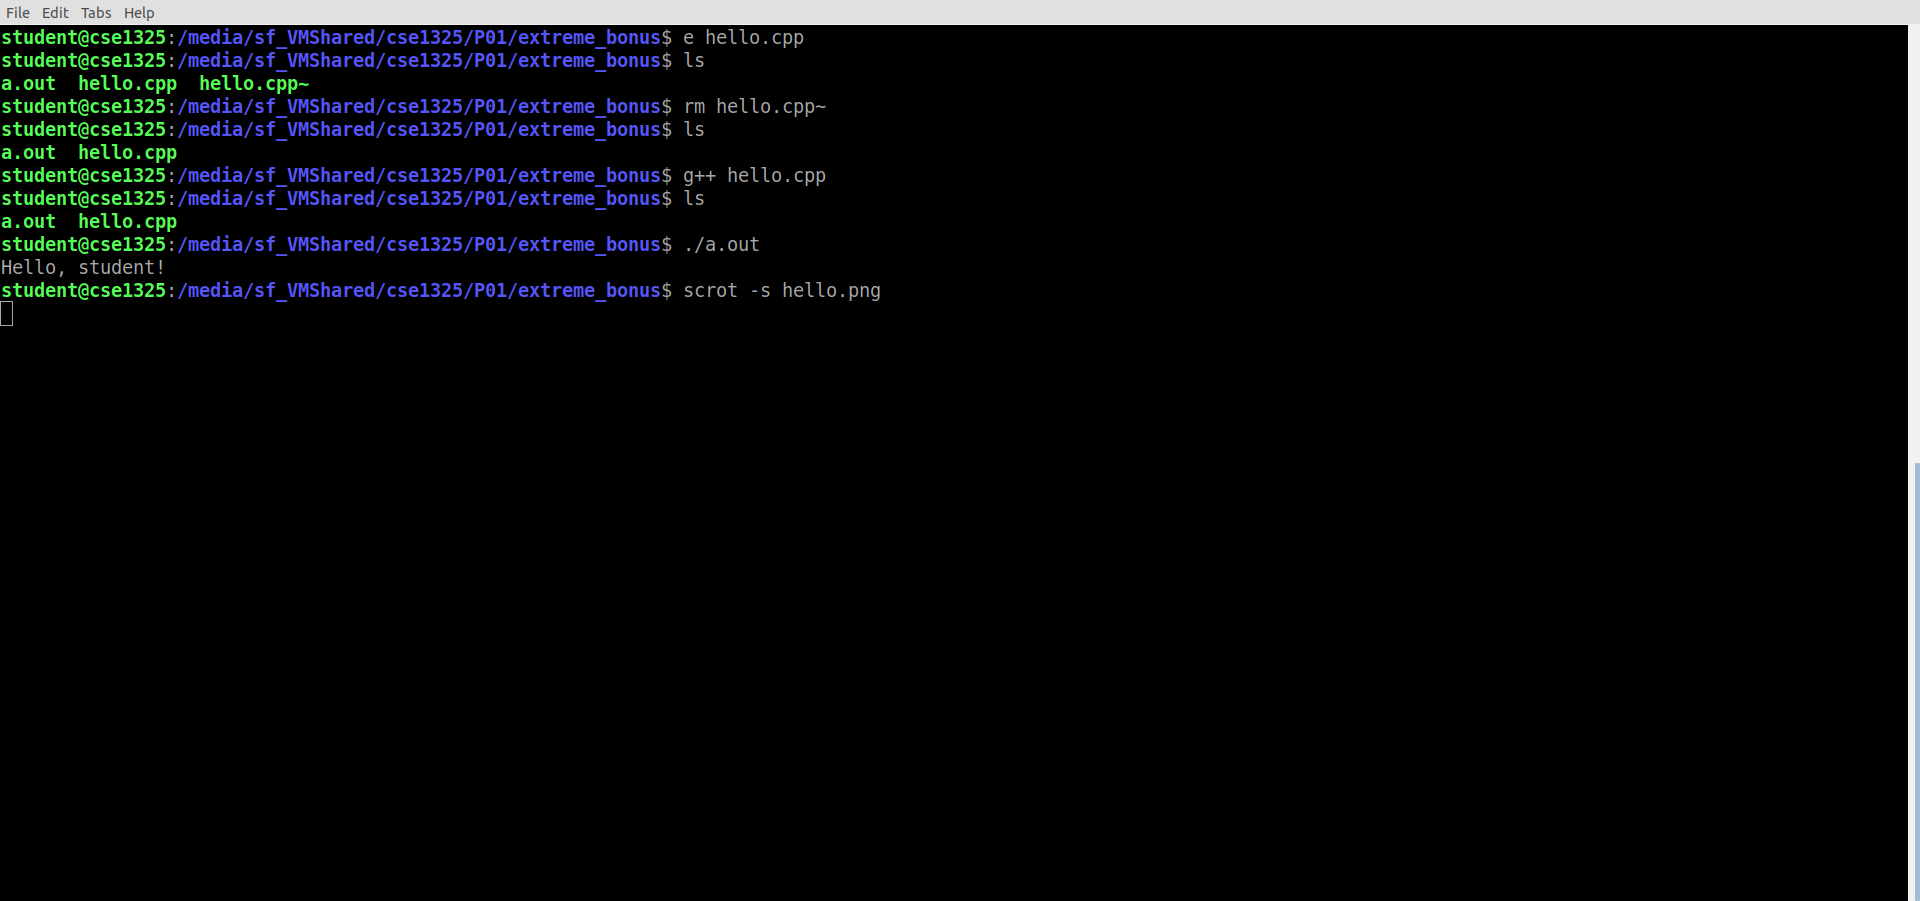 File Edit Tabs Help
student@cse1325:/media/sf_VMShared/cse1325/P01/extreme_bonus$ e hello.cpp
student@cse1325:/media/sf_VMShared/cse1325/P01/extreme_bonus$ ls
a.out  hello.cpp  hello.cpp~
student@cse1325:/media/sf_VMShared/cse1325/P01/extreme_bonus$ rm hello.cpp~
student@cse1325:/media/sf_VMShared/cse1325/P01/extreme_bonus$ ls
a.out  hello.cpp
student@cse1325:/media/sf_VMShared/cse1325/P01/extreme_bonus$ g++ hello.cpp
student@cse1325:/media/sf_VMShared/cse1325/P01/extreme_bonus$ ls
a.out  hello.cpp
student@cse1325:/media/sf_VMShared/cse1325/P01/extreme_bonus$ ./a.out
Hello, student!
student@cse1325:/media/sf_VMShared/cse1325/P01/extreme_bonus$ scrot -s hello.png